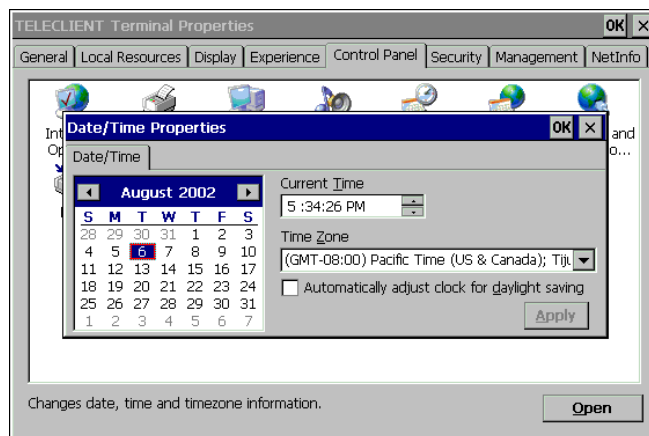 TELECLIENT Terminal Properties OK ×
General Local Resources Display Experience Control Panel Security Management NetInfo
Date/Time Properties OK ×
and
o...
Date/Time
August 2002
S M T W T F S
28 29 30 31 1 2 3
4 5 6 7 8 9 10
11 12 13 14 15 16 17
18 19 20 21 22 23 24
25 26 27 28 29 30 31
1 2 3 4 5 6 7
Current Time
5 :34:26 PM
Time Zone
(GMT-08:00) Pacific Time (US & Canada); Tiju
Automatically adjust clock for daylight saving
Apply
Changes date, time and timezone information.
Open